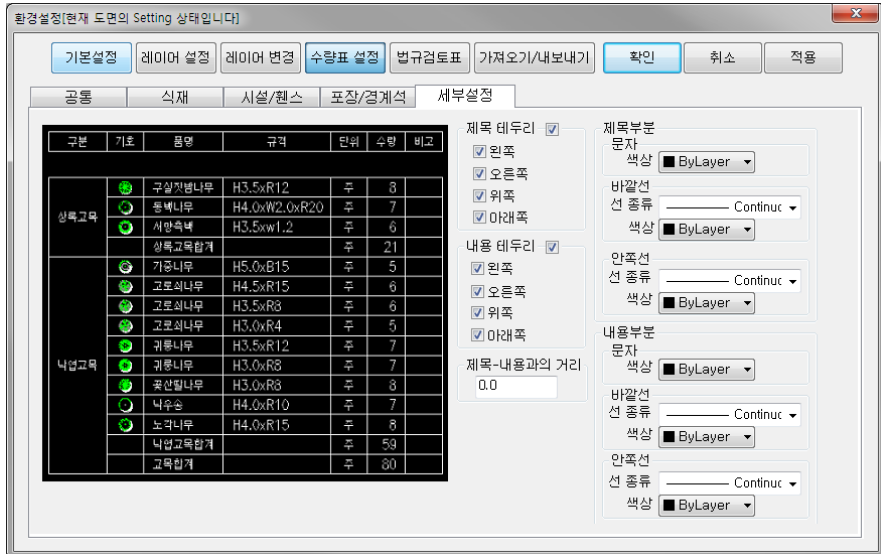 환경설정[현재 도면의 Setting 상태입니다]
기본설정 레이어 설정 레이어 변경 수량표 설정 법규검토표 가져오기/내보내기 확인 취소 적용
공통 식재 시설/휀스 포장/경계석 세부설정
구분 기호 품명 규격 단위 수량 비고
상록교목
구실잣밤나무 H3.5xR12 주 8
동백나무 H4.0xW2.0xR20 주 7
서양측백 H3.5xw1.2 주 6
상록교목합계 주 21
낙엽교목
가중나무 H5.0xB15 주 5
고로쇠나무 H4.5xR15 주 6
고로쇠나무 H3.5xR8 주 6
고로쇠나무 H3.0xR4 주 5
귀룽나무 H3.5xR12 주 7
귀룽나무 H3.0xR8 주 7
꽃산딸나무 H3.0xR8 주 8
낙우송 H4.0xR10 주 7
노각나무 H4.0xR15 주 8
낙엽교목합계 주 59
교목합계 주 80
제목 테두리
왼쪽
오른쪽
위쪽
아래쪽
내용 테두리
왼쪽
오른쪽
위쪽
아래쪽
제목-내용과의 거리
0.0
제목부분
문자
색상 ByLayer
바깥선
선 종류 Continuc
색상 ByLayer
안쪽선
선 종류 Continuc
색상 ByLayer
내용부분
문자
색상 ByLayer
바깥선
선 종류 Continuc
색상 ByLayer
안쪽선
선 종류 Continuc
색상 ByLayer